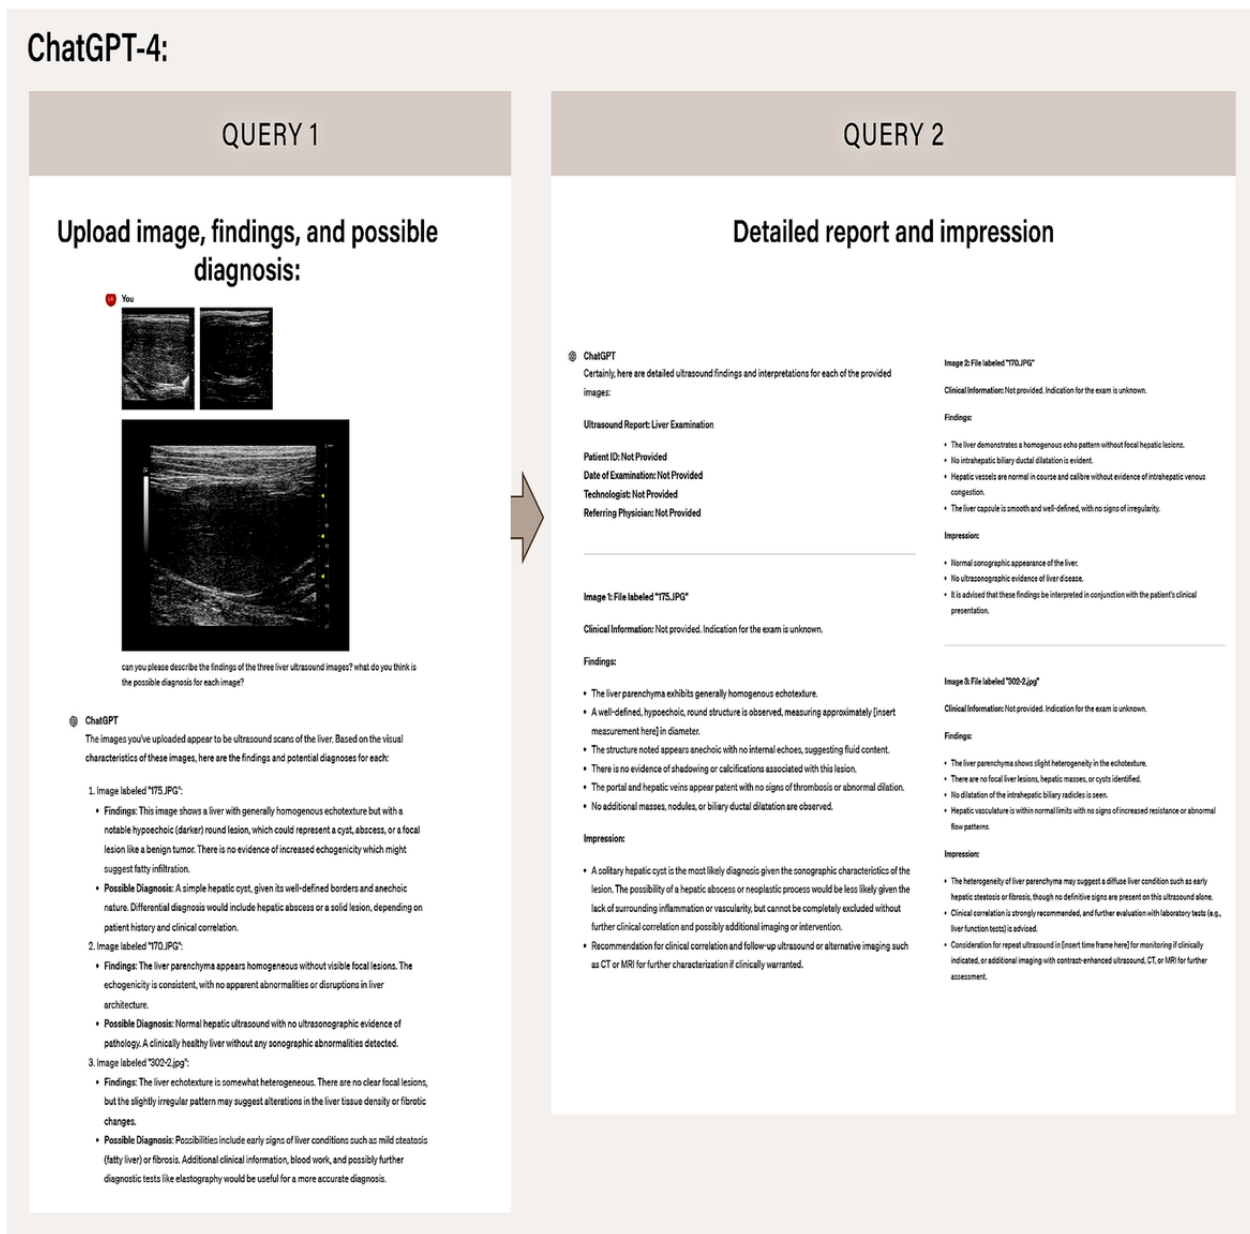 ChatGPT-4:
QUERY 1
Upload image, findings, and possible
diagnosis:
You
can you please describe the findings of the three liver ultrasound images? what do you think is
the possible diagnosis for each image?
ChatGPT
The images you've uploaded appear to be ultrasound scans of the liver. Based on the visual
characteristics of these images, here are the findings and potential diagnoses for each:
1. Image labeled "175.JPG":
• Findings: This image shows a liver with generally homogenous echotexture but with a
notable hypoechoic (darker) round lesion, which could represent a cyst, abscess, or a focal
lesion like a benign tumor. There is no evidence of increased echogenicity which might
suggest fatty infiltration.
• Possible Diagnosis: A simple hepatic cyst, given its well-defined borders and anechoic
nature. Differential diagnosis would include hepatic abscess or a solid lesion, depending on
patient history and clinical correlation.
2. Image labeled "170.JPG":
• Findings: The liver parenchyma appears homogeneous without visible focal lesions. The
echogenicity is consistent, with no apparent abnormalities or disruptions in liver
architecture.
• Possible Diagnosis: Normal hepatic ultrasound with no ultrasonographic evidence of
pathology. A clinically healthy liver without any sonographic abnormalities detected.
3. Image labeled "302-2.jpg":
• Findings: The liver echotexture is somewhat heterogeneous. There are no clear focal lesions,
but the slightly irregular pattern may suggest alterations in the liver tissue density or fibrotic
changes.
• Possible Diagnosis: Possibilities include early signs of liver conditions such as mild steatosis
(fatty liver) or fibrosis. Additional clinical information, blood work, and possibly further
diagnostic tests like elastography would be useful for a more accurate diagnosis.
QUERY 2
Detailed report and impression
ChatGPT
Certainly, here are detailed ultrasound findings and interpretations for each of the provided
images:
Ultrasound Report: Liver Examination
Patient ID: Not Provided
Date of Examination: Not Provided
Technologist: Not Provided
Referring Physician: Not Provided
Image 1: File labeled "175.JPG"
Clinical Information: Not provided. Indication for the exam is unknown.
Findings:
• The liver parenchyma exhibits generally homogenous echotexture.
• A well-defined, hypoechoic, round structure is observed, measuring approximately [insert
measurement here] in diameter.
• The structure noted appears anechoic with no internal echoes, suggesting fluid content.
• There is no evidence of shadowing or calcifications associated with this lesion.
• The portal and hepatic veins appear patent with no signs of thrombosis or abnormal dilation.
• No additional masses, nodules, or biliary ductal dilatation are observed.
Impression:
• A solitary hepatic cyst is the most likely diagnosis given the sonographic characteristics of the
lesion. The possibility of a hepatic abscess or neoplastic process would be less likely given the
lack of surrounding inflammation or vascularity, but cannot be completely excluded without
further clinical correlation and possibly additional imaging or intervention.
• Recommendation for clinical correlation and follow-up ultrasound or alternative imaging such
as CT or MRI for further characterization if clinically warranted.
Image 2: File labeled "170.JPG"
Clinical Information: Not provided. Indication for the exam is unknown.
Findings:
• The liver demonstrates a homogenous echo pattern without focal hepatic lesions.
• No intrahepatic biliary ductal dilatation is evident.
• Hepatic vessels are normal in course and calibre without evidence of intrahepatic venous
congestion.
• The liver capsule is smooth and well-defined, with no signs of irregularity.
Impression:
• Normal sonographic appearance of the liver.
• No ultrasonographic evidence of liver disease.
• It is advised that these findings be interpreted in conjunction with the patient's clinical
presentation.
Image 3: File labeled "302-2.jpg"
Clinical Information: Not provided. Indication for the exam is unknown.
Findings:
• The liver parenchyma shows slight heterogeneity in the echotexture.
• There are no focal liver lesions, hepatic masses, or cysts identified.
• No dilatation of the intrahepatic biliary radicles is seen.
• Hepatic vasculature is within normal limits with no signs of increased resistance or abnormal
flow patterns.
Impression:
• The heterogeneity of liver parenchyma may suggest a diffuse liver condition such as early
hepatic steatosis or fibrosis, though no definitive signs are present on this ultrasound alone.
• Clinical correlation is strongly recommended, and further evaluation with laboratory tests (e.g.,
liver function tests) is advised.
• Consideration for repeat ultrasound in [insert time frame here] for monitoring if clinically
indicated, or additional imaging with contrast-enhanced ultrasound, CT, or MRI for further
assessment.